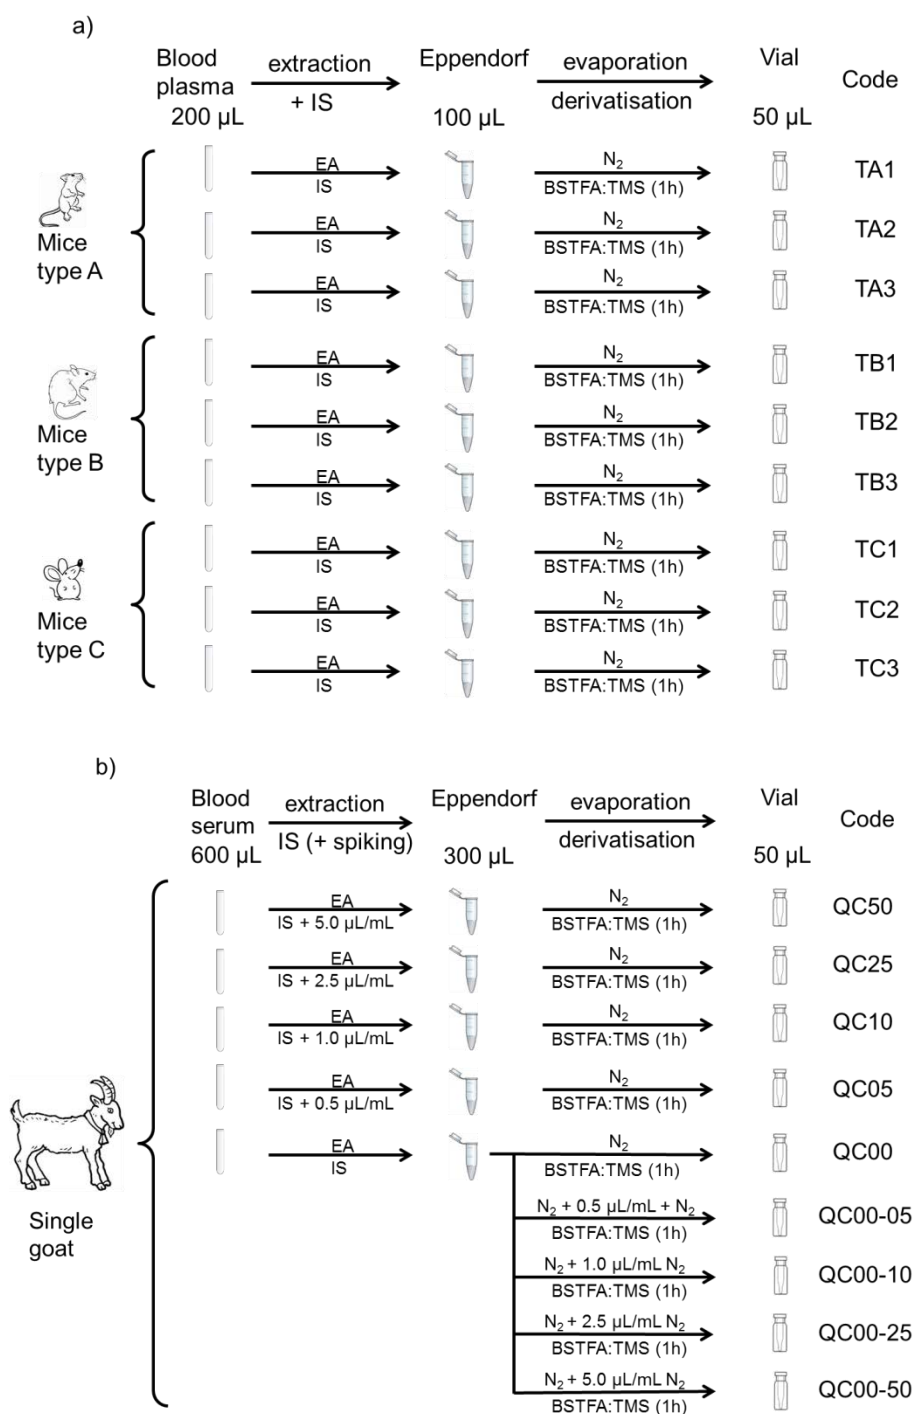 a)
Blood plasma 200 µL
extraction
+ IS
Eppendorf
100 µL
evaporation
derivatisation
Vial
50 µL
Code
Mice
type A
EA
IS
N₂
BSTFA:TMS (1h)
TA1
EA
IS
N₂
BSTFA:TMS (1h)
TA2
EA
IS
N₂
BSTFA:TMS (1h)
TA3
Mice
type B
EA
IS
N₂
BSTFA:TMS (1h)
TB1
EA
IS
N₂
BSTFA:TMS (1h)
TB2
EA
IS
N₂
BSTFA:TMS (1h)
TB3
Mice
type C
EA
IS
N₂
BSTFA:TMS (1h)
TC1
EA
IS
N₂
BSTFA:TMS (1h)
TC2
EA
IS
N₂
BSTFA:TMS (1h)
TC3
b)
Blood
serum
600 µL
extraction
IS (+ spiking)
Eppendorf
300 µL
evaporation
derivatisation
Vial
50 µL
Code
Single
goat
EA
IS + 5.0 µL/mL
N₂
BSTFA:TMS (1h)
QC50
EA
IS + 2.5 µL/mL
N₂
BSTFA:TMS (1h)
QC25
EA
IS + 1.0 µL/mL
N₂
BSTFA:TMS (1h)
QC10
EA
IS + 0.5 µL/mL
N₂
BSTFA:TMS (1h)
QC05
EA
IS
N₂
BSTFA:TMS (1h)
QC00
N₂ + 0.5 µL/mL + N₂
BSTFA:TMS (1h)
QC00-05
N₂ + 1.0 µL/mL N₂
BSTFA:TMS (1h)
QC00-10
N₂ + 2.5 µL/mL N₂
BSTFA:TMS (1h)
QC00-25
N₂ + 5.0 µL/mL N₂
BSTFA:TMS (1h)
QC00-50